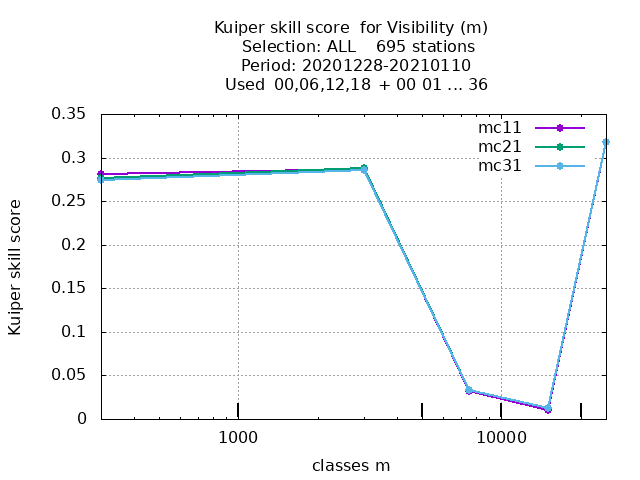 Kuiper skill score  for Visibility (m)
Selection: ALL    695 stations
Period: 20201228-20210110
Used  00,06,12,18 + 00 01 ... 36
mc11
mc21
mc31
Kuiper skill score
0.35
0.3
0.25
0.2
0.15
0.1
0.05
0
1000
10000
classes m